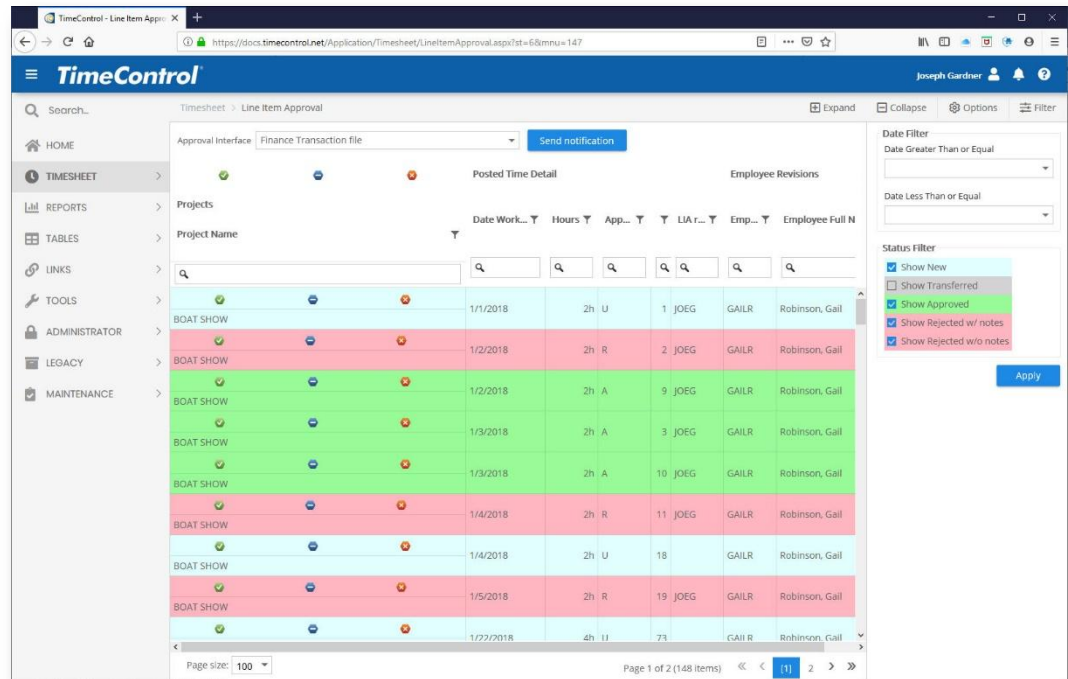 TimeControl - Line Item Appro
https://docs.timecontrol.net/Application/Timesheet/LineItemApproval.aspx?st=6&mnu=147
TimeControl
Joseph Gardner
Search...
Timesheet > Line Item Approval
Expand
Collapse
Options
Filter
HOME
TIMESHEET
REPORTS
TABLES
LINKS
TOOLS
ADMINISTRATOR
LEGACY
MAINTENANCE
Approval Interface Finance Transaction file
Send notification
Posted Time Detail Employee Revisions
Projects
Project Name
Date Work... Hours App... LIA r... Emp... Employee Full N
1/1/2018 2h U 1 JOEG GAILR Robinson, Gail
BOAT SHOW
1/2/2018 2h R 2 JOEG GAILR Robinson, Gail
BOAT SHOW
1/2/2018 2h A 9 JOEG GAILR Robinson, Gail
BOAT SHOW
1/3/2018 2h A 3 JOEG GAILR Robinson, Gail
BOAT SHOW
1/3/2018 2h A 10 JOEG GAILR Robinson, Gail
BOAT SHOW
1/4/2018 2h R 11 JOEG GAILR Robinson, Gail
BOAT SHOW
1/4/2018 2h U 18 GAILR Robinson, Gail
BOAT SHOW
1/5/2018 2h R 19 JOEG GAILR Robinson, Gail
BOAT SHOW
1/22/2018 4h U 73 GAILR Robinson, Gail
Page size: 100
Page 1 of 2 (148 items) [1] 2
Date Filter
Date Greater Than or Equal
Date Less Than or Equal
Status Filter
Show New
Show Transferred
Show Approved
Show Rejected w/ notes
Show Rejected w/o notes
Apply